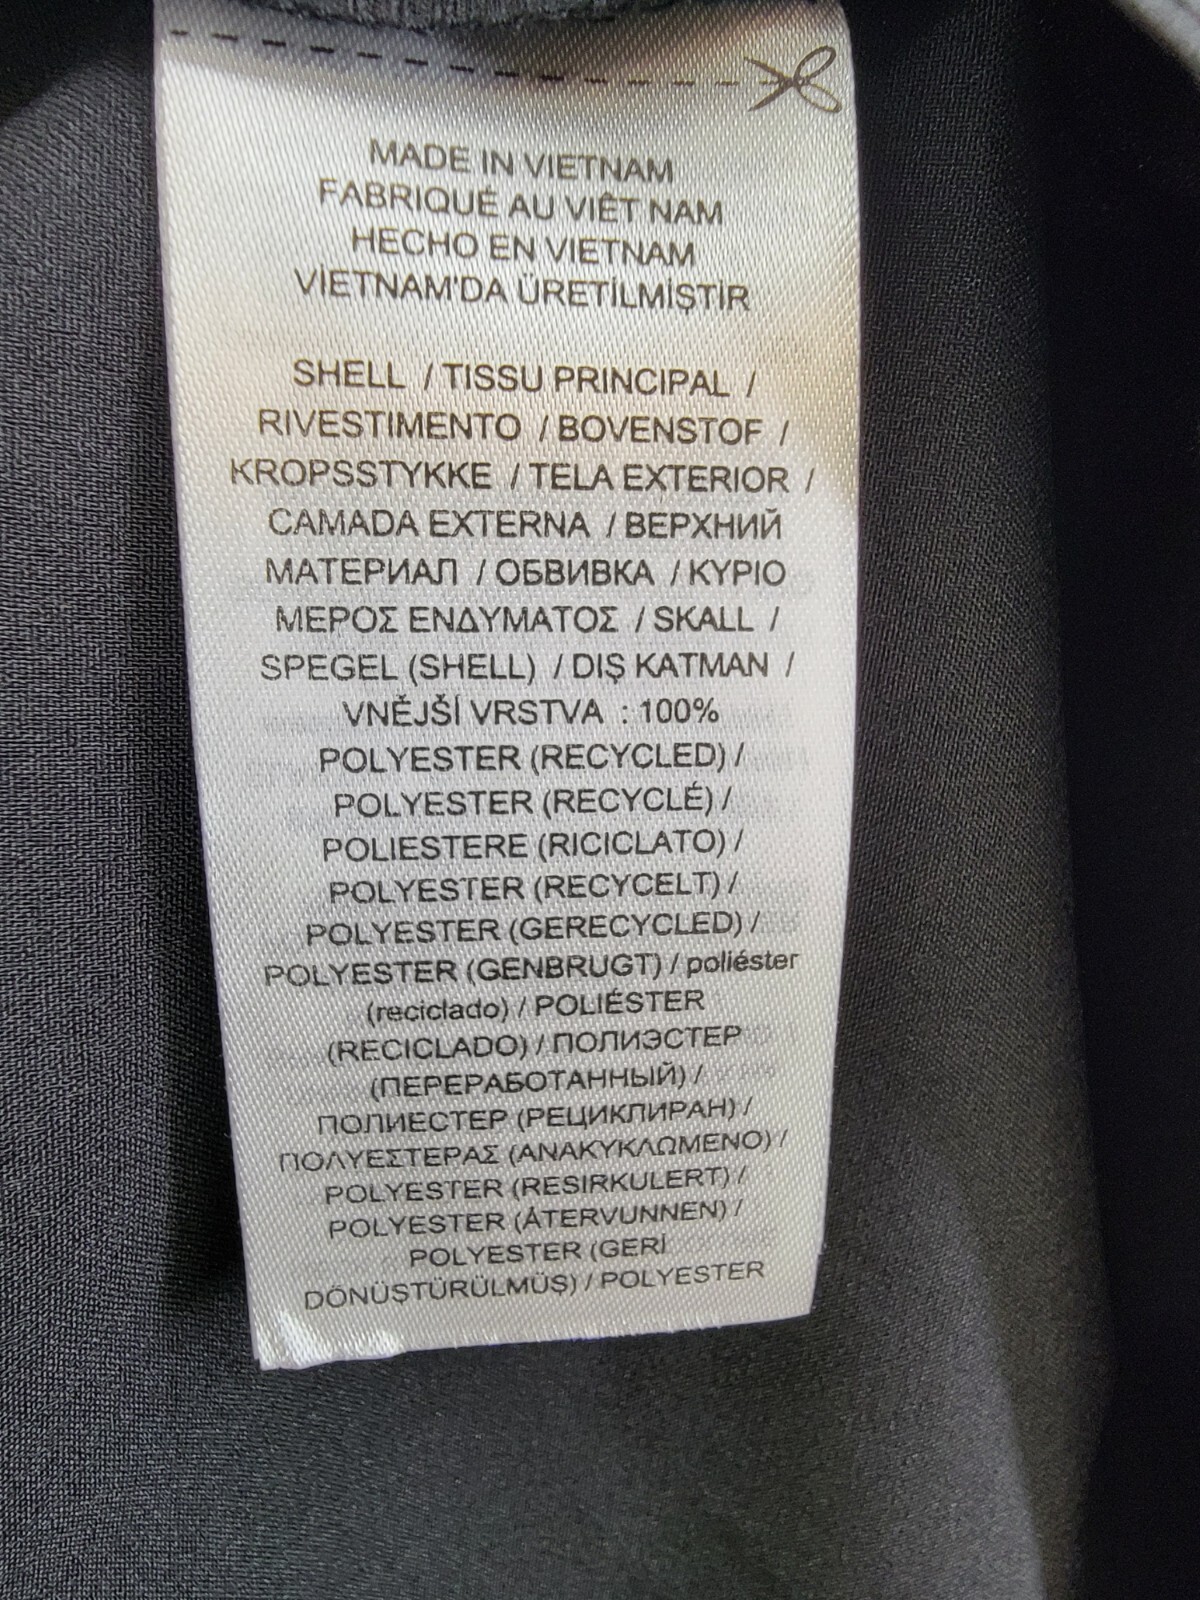 MADE IN VIETNAM
FABRIQUÉ AU VIÊT NAM
HECHO EN VIETNAM
VİETNAM'DA ÜRETİLMİŞTİR
SHELL / TISSU PRINCIPAL /
RIVESTIMENTO / BOVENSTOF /
KROPSSTYKKE / TELA EXTERIOR /
CAMADA EXTERNA / ВЕРХНИЙ
МАТЕРИАЛ / ОБВИВКА / ΚΥΡΙΟ
ΜΕΡΟΣ ΕΝΔΥΜΑΤΟΣ / SKALL /
SPEGEL (SHELL) / DIŞ KATMAN /
VNĚJŠÍ VRSTVA : 100%
POLYESTER (RECYCLED) /
POLYESTER (RECYCLÉ) /
POLIESTERE (RICICLATO) /
POLYESTER (RECYCELT) /
POLYESTER (GERECYCLED) /
POLYESTER (GENBRUGT) / poliéster
(reciclado) / POLIÉSTER
(RECICLADO) / ПОЛИЭСТЕР
(ПЕРЕРАБОТАННЫЙ) /
ПОЛИЕСТЕР (РЕЦИКЛИРАН) /
ΠΟΛΥΕΣΤΕΡΑΣ (ΑΝΑΚΥΚΛΩΜΕΝΟ) /
POLYESTER (RESIRKULERT) /
POLYESTER (ÅTERVUNNEN) /
POLYESTER (GERİ
DÖNÜŞTÜRÜLMÜŞ) / POLYESTER